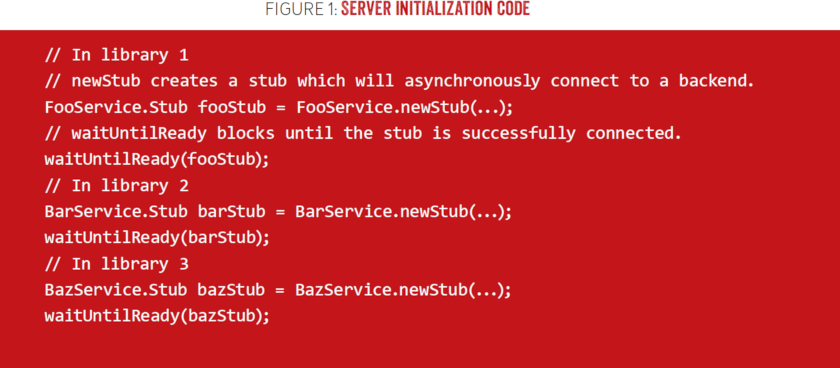 FIGURE 1: SERVER INITIALIZATION CODE
// In library 1
// newStub creates a stub which will asynchronously connect to a backend.
FooService.Stub fooStub = FooService.newStub(...);
// waitUntilReady blocks until the stub is successfully connected.
waitUntilReady(fooStub);
// In library 2
BarService.Stub barStub = BarService.newStub(...);
waitUntilReady(barStub);
// In library 3
BazService.Stub bazStub = BazService.newStub(...);
waitUntilReady(bazStub);